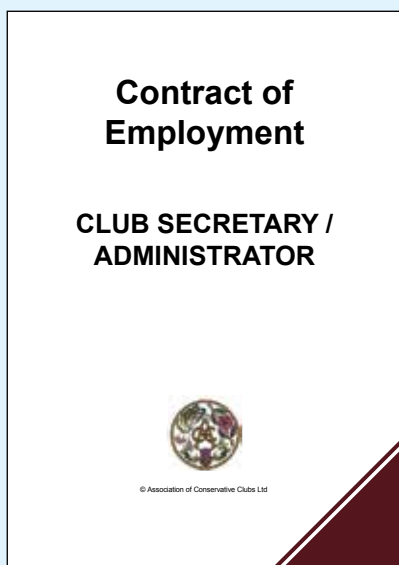 Contract of
Employment
CLUB SECRETARY /
ADMINISTRATOR
© Association of Conservative Clubs Ltd